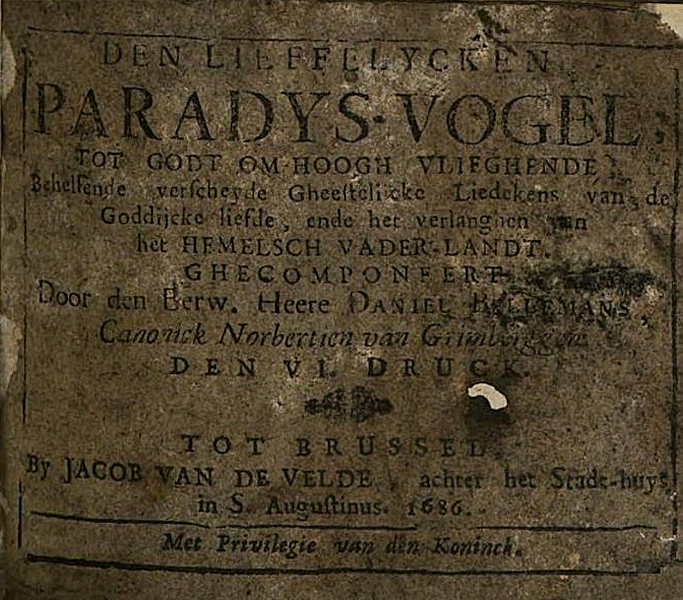 DEN LIEFFELYCKEN
PARADYS-VOGEL,
TOT GODT OM-HOOGH VLIEGHENDE;
Behelſende verſcheyde Gheeſtelijcke Liedekens van de
Goddijcke liefde, ende het verlanghen van
het HEMELSCH VADER-LANDT.
GHECOMPONEERT
Door den Eerw. Heere DANIEL BELLEMANS,
Canonick Norbertien van Grimberggen.
DEN VI. DRUCK.
TOT BRUSSEL.
By JACOB VAN DE VELDE, achter het Stadt-huys
in S. Auguſtinus. 1686.
Met Privilegie van den Koninck.